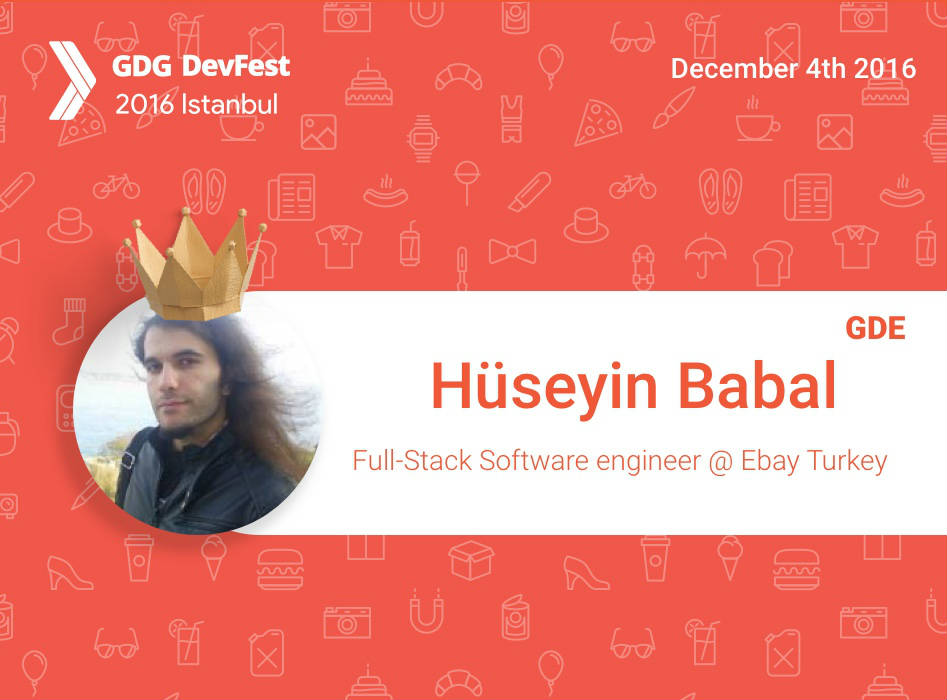 GDG DevFest
2016 Istanbul
December 4th 2016
GDE
Hüseyin Babal
Full-Stack Software engineer @ Ebay Turkey